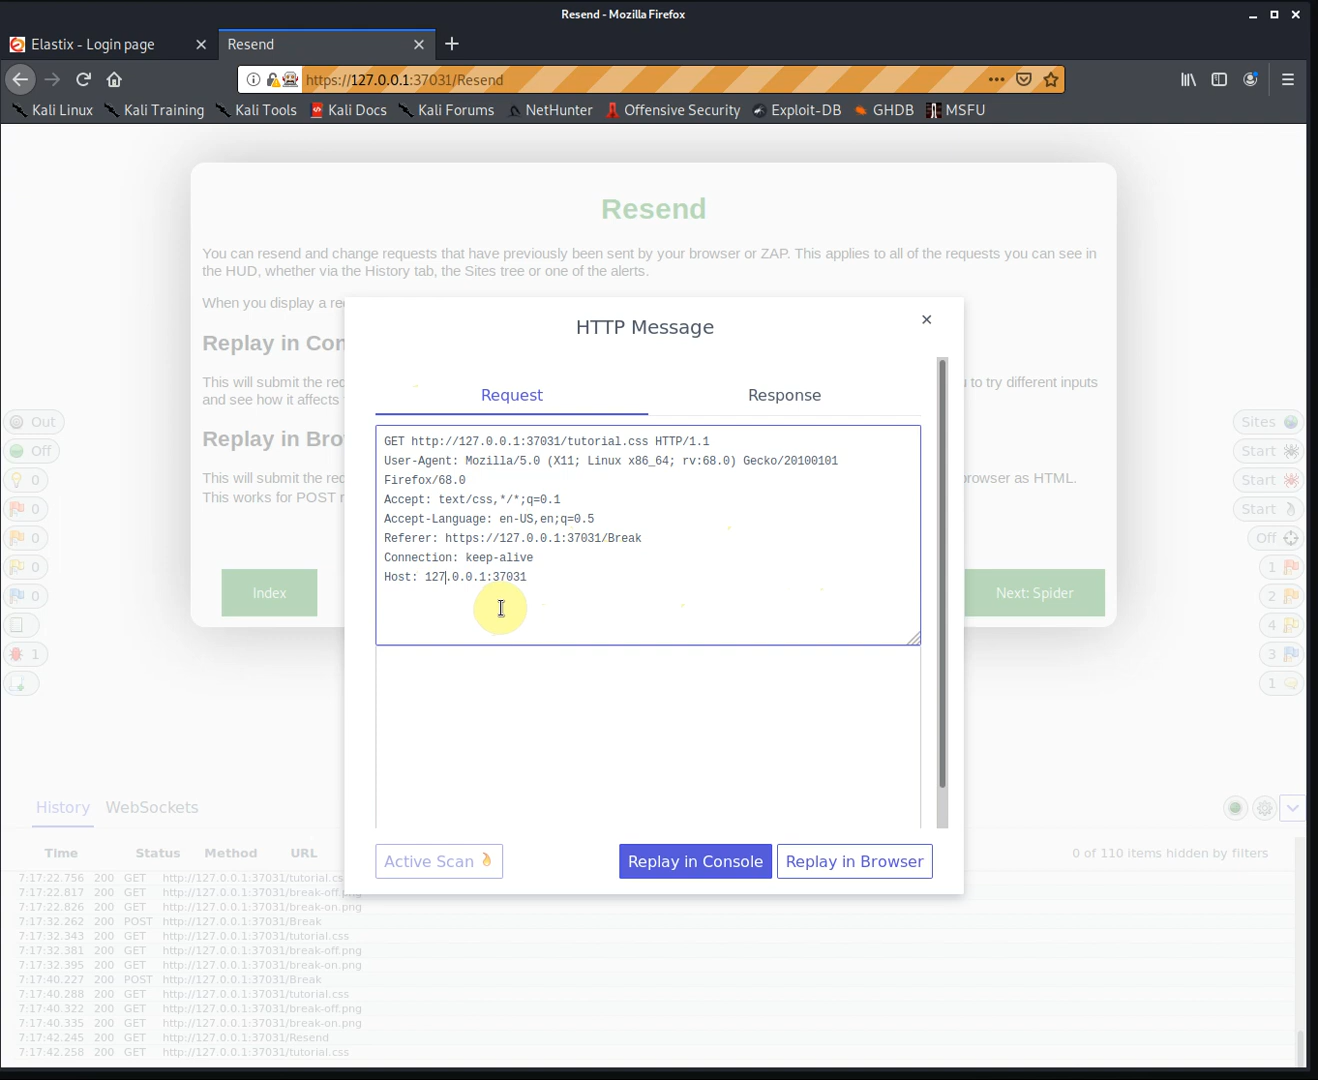 Resend - Mozilla Firefox
Elastix - Login page
Resend
https://127.0.0.1:37031/Resend
Kali Linux
Kali Training
Kali Tools
Kali Docs
Kali Forums
NetHunter
Offensive Security
Exploit-DB
GHDB
MSFU
Resend
You can resend and change requests that have previously been sent by your browser or ZAP. This applies to all of the requests you can see in
the HUD, whether via the History tab, the Sites tree or one of the alerts.
When you display a re
HTTP Message
Replay in Con
This will submit the req
to try different inputs
and see how it affects
Request
Response
Out
Sites
Replay in Bro
GET http://127.0.0.1:37031/tutorial.css HTTP/1.1
Off
Start
User-Agent: Mozilla/5.0 (X11; Linux x86_64; rv:68.0) Gecko/20100101
Firefox/68.0
This will submit the req
rowser as HTML.
0
Start
This works for POST r
Accept: text/css,*/*;q=0.1
0
Start
Accept-Language: en-US,en;q=0.5
Referer: https://127.0.0.1:37031/Break
0
Off
Connection: keep-alive
Host: 127.0.0.1:37031
0
1
Index
Next: Spider
0
2
4
1
3
1
History
WebSockets
Active Scan
Replay in Console
Replay in Browser
Time
Status
Method
URL
0 of 110 items hidden by filters
7:17:22.756 200 GET http://127.0.0.1:37031/tutorial.cs
7:17:22.817 200 GET http://127.0.0.1:37031/break-off.png
7:17:22.826 200 GET http://127.0.0.1:37031/break-on.png
7:17:32.262 200 POST http://127.0.0.1:37031/Break
7:17:32.343 200 GET http://127.0.0.1:37031/tutorial.css
7:17:32.381 200 GET http://127.0.0.1:37031/break-off.png
7:17:32.395 200 GET http://127.0.0.1:37031/break-on.png
7:17:40.227 200 POST http://127.0.0.1:37031/Break
7:17:40.288 200 GET http://127.0.0.1:37031/tutorial.css
7:17:40.322 200 GET http://127.0.0.1:37031/break-off.png
7:17:40.335 200 GET http://127.0.0.1:37031/break-on.png
7:17:42.245 200 GET http://127.0.0.1:37031/Resend
7:17:42.258 200 GET http://127.0.0.1:37031/tutorial.css